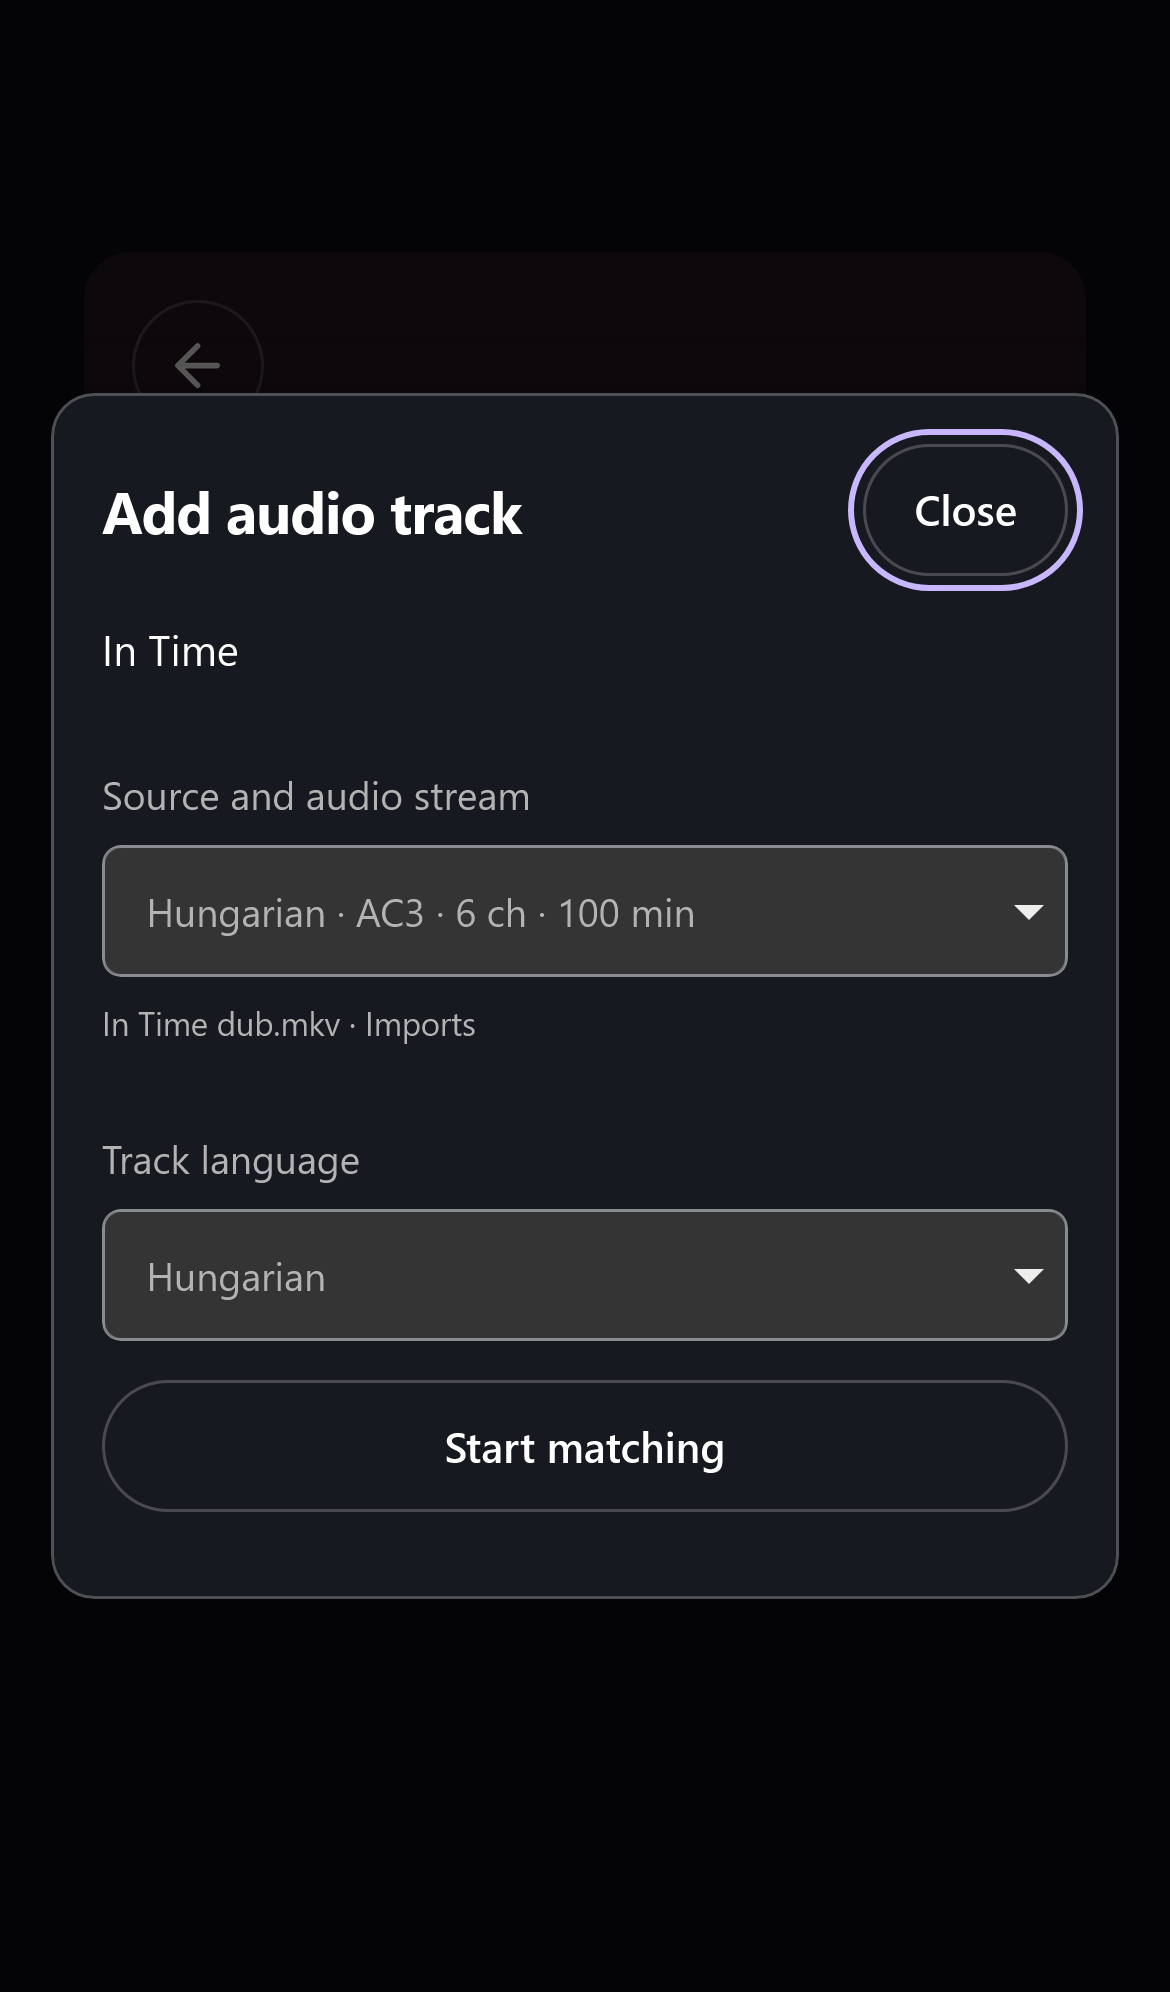 Add audio track
Close
In Time
Source and audio stream
Hungarian · AC3 · 6 ch · 100 min
In Time dub.mkv · Imports
Track language
Hungarian
Start matching